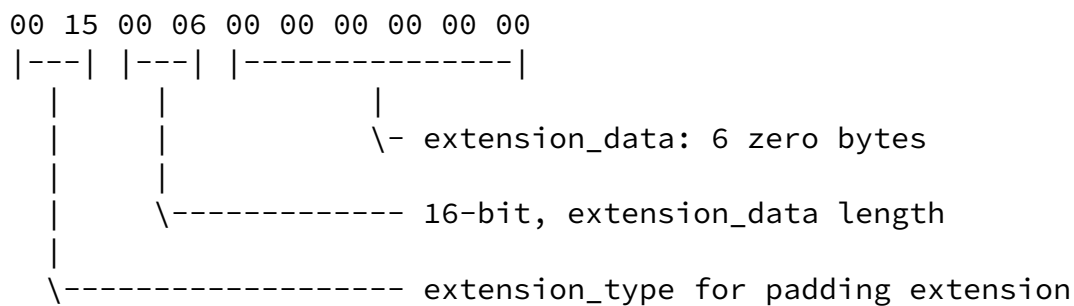 00 15 00 06 00 00 00 00 00 00
|---| |---| |----------------|
  |     |           |
  |     |           \- extension_data: 6 zero bytes
  |     |
  |     \------------- 16-bit, extension_data length
  |
  \------------------- extension_type for padding extension